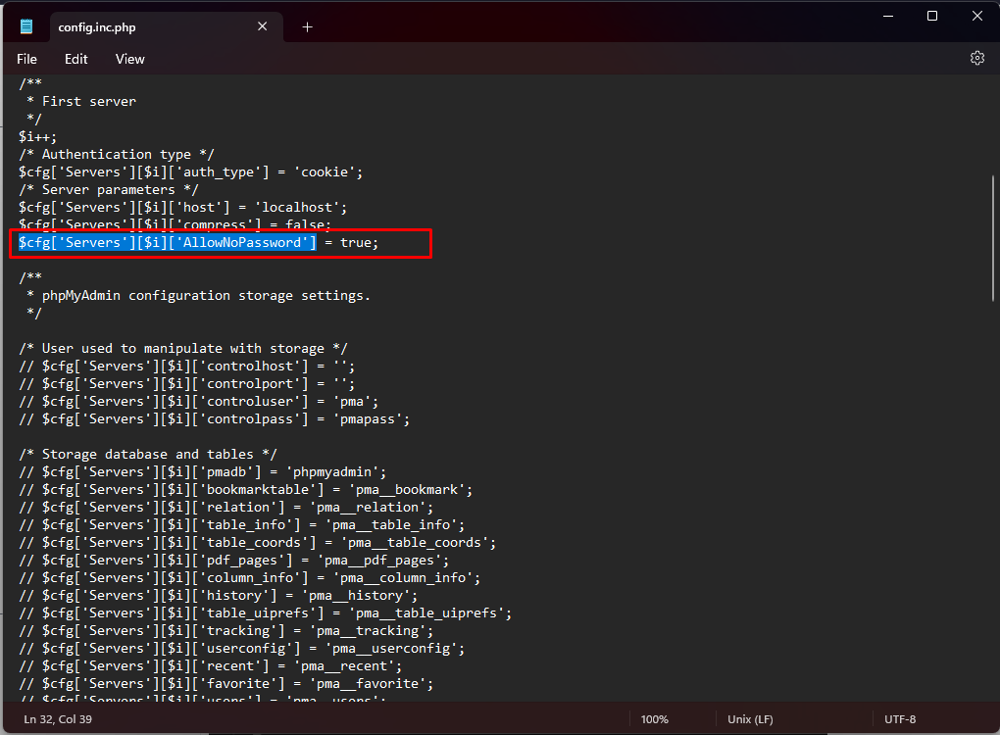 config.inc.php
File Edit View
/**
 * First server
 */
$i++;
/* Authentication type */
$cfg['Servers'][$i]['auth_type'] = 'cookie';
/* Server parameters */
$cfg['Servers'][$i]['host'] = 'localhost';
$cfg['Servers'][$i]['compress'] = false;
$cfg['Servers'][$i]['AllowNoPassword'] = true;
/**
 * phpMyAdmin configuration storage settings.
 */
/* User used to manipulate with storage */
// $cfg['Servers'][$i]['controlhost'] = '';
// $cfg['Servers'][$i]['controlport'] = '';
// $cfg['Servers'][$i]['controluser'] = 'pma';
// $cfg['Servers'][$i]['controlpass'] = 'pmapass';
/* Storage database and tables */
// $cfg['Servers'][$i]['pmadb'] = 'phpmyadmin';
// $cfg['Servers'][$i]['bookmarktable'] = 'pma__bookmark';
// $cfg['Servers'][$i]['relation'] = 'pma__relation';
// $cfg['Servers'][$i]['table_info'] = 'pma__table_info';
// $cfg['Servers'][$i]['table_coords'] = 'pma__table_coords';
// $cfg['Servers'][$i]['pdf_pages'] = 'pma__pdf_pages';
// $cfg['Servers'][$i]['column_info'] = 'pma__column_info';
// $cfg['Servers'][$i]['history'] = 'pma__history';
// $cfg['Servers'][$i]['table_uiprefs'] = 'pma__table_uiprefs';
// $cfg['Servers'][$i]['tracking'] = 'pma__tracking';
// $cfg['Servers'][$i]['userconfig'] = 'pma__userconfig';
// $cfg['Servers'][$i]['recent'] = 'pma__recent';
// $cfg['Servers'][$i]['favorite'] = 'pma__favorite';
// $cfg['Servers'][$i]['users'] = 'pma__users';
Ln 32, Col 39 100% Unix (LF) UTF-8